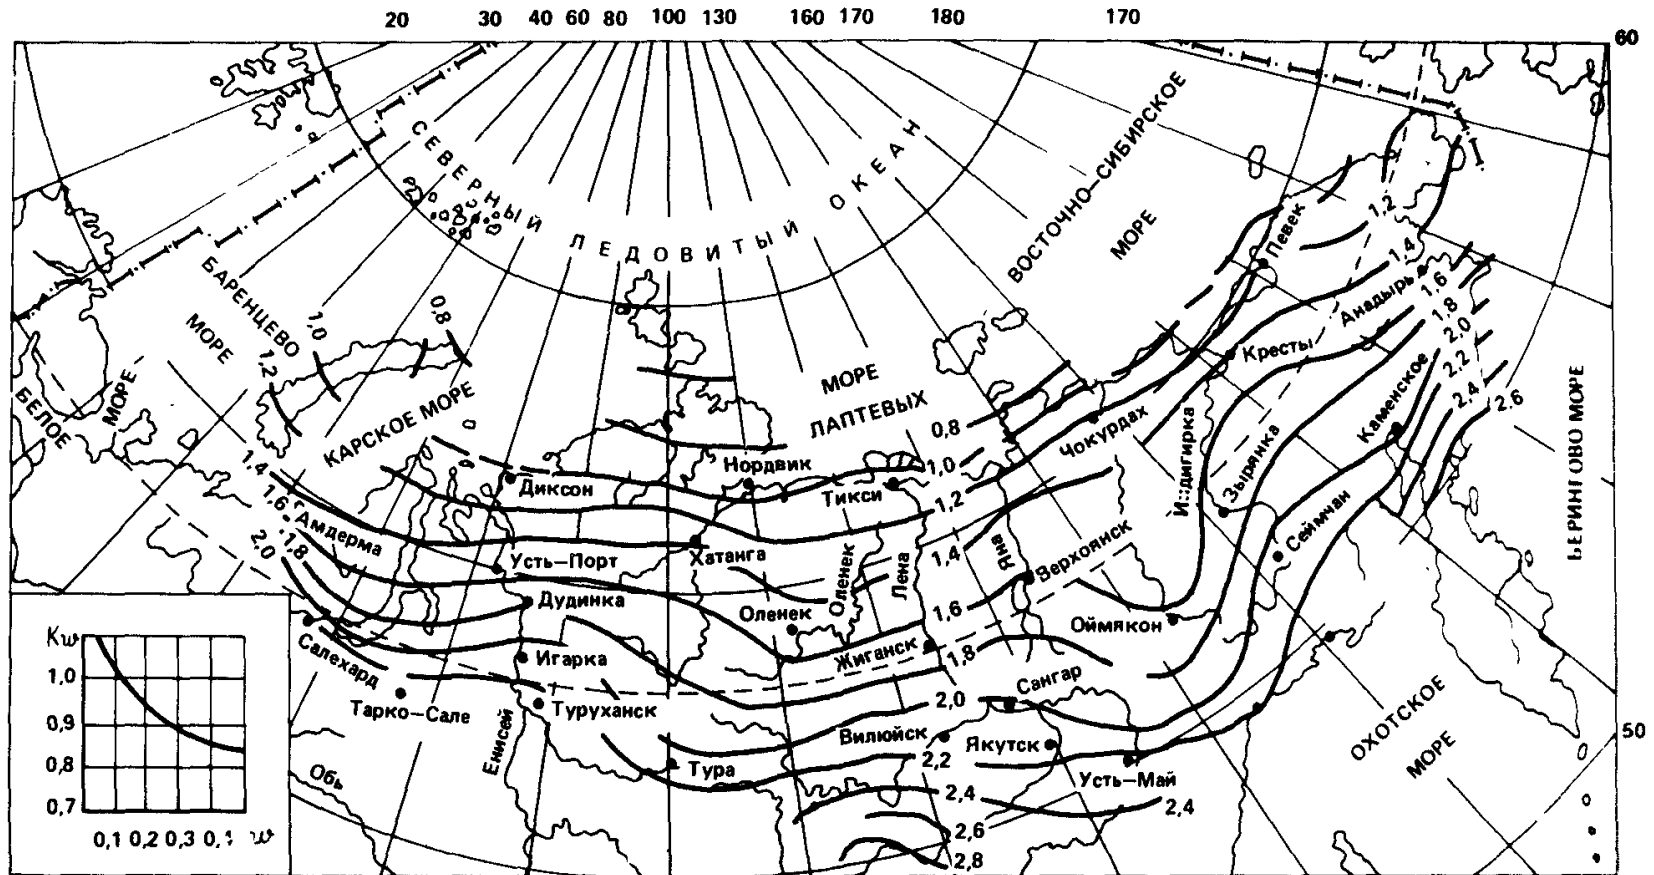 20 30 40 60 80 100 130 160 170 180 170
60
СЕВЕРНЫЙ ЛЕДОВИТЫЙ ОКЕАН
ВОСТОЧНО-СИБИРСКОЕ
МОРЕ
БАРЕНЦЕВО
МОРЕ
1,0
0,8
1,2
БЕЛОЕ
МОРЕ
КАРСКОЕ МОРЕ
МОРЕ
ЛАПТЕВЫХ
Певек
1,2
1,4
Анадырь
1,6
1,8
2,0
2,2
2,4
2.6
Кресты
Каменское
БЕРИНГОВО МОРЕ
0,8
1,0
1,2
1,4
1,6
1,8
2,0
2,2
2,4
2,6
2,8
Чокурдах
Индигирка
Зырянка
Сеймчан
Нордвик
Диксон
Тикси
1,4
1,6
1,8
2,0
Амдерма
Усть-Порт
Хатанга
Оленек
Лена
Яна
Верхоянск
Дудинка
Оленек
Оймякон
Жиганск
Салехард
Игарка
Сангар
Тарко-Сале
Туруханск
Енисей
Вилюйск
Якутск
Тура
Усть-Май
2,4
Обь
ОХОТСКОЕ
МОРЕ
50
Kw
1.0
0,9
0,8
0,7
0,1 0,2 0,3 w